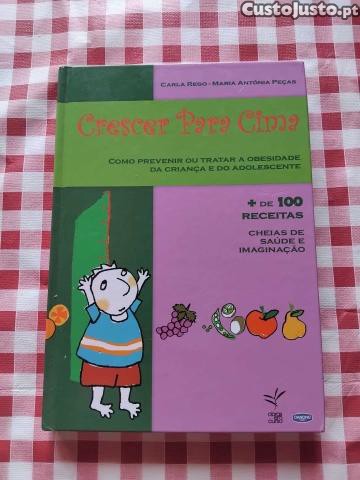 CustoJusto.pt
CARLA REGO - MARIA ANTÓNIA PEÇAS
Crescer Para Cima
COMO PREVENIR OU TRATAR A OBESIDADE
DA CRIANÇA E DO ADOLESCENTE
+ DE 100
RECEITAS
CHEIAS DE
SAÚDE E
IMAGINAÇÃO
DANONE